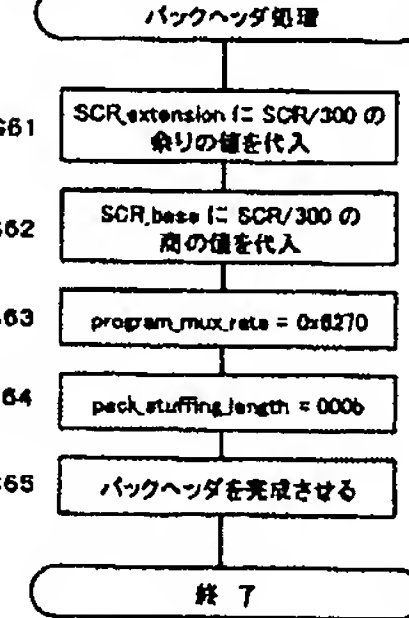 パックヘッダ処理
S61
SCR_extension に SCR/300 の
余りの値を代入
S62
SCR_base に SCR/300 の
商の値を代入
S63
program_mux_rate = 0x6270
S64
pack_stuffing_length = 000b
S65
パックヘッダを完成させる
終 了